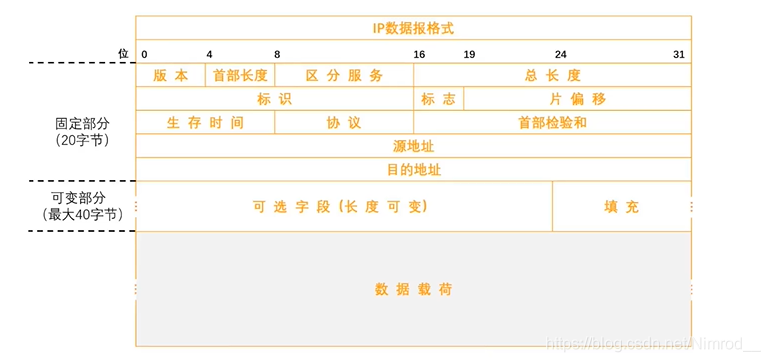 IP数据报格式
位 0 4 8 16 19 24 31
版 本 首部长度 区 分 服 务 总 长 度
标 识 标 志 片 偏 移
固定部分
(20字节)
生 存 时 间 协 议 首部检验和
源地址
目的地址
可变部分
(最大40字节)
可 选 字 段 (长 度 可 变) 填 充
数 据 载 荷
https://blog.csdn.net/Nimrod__